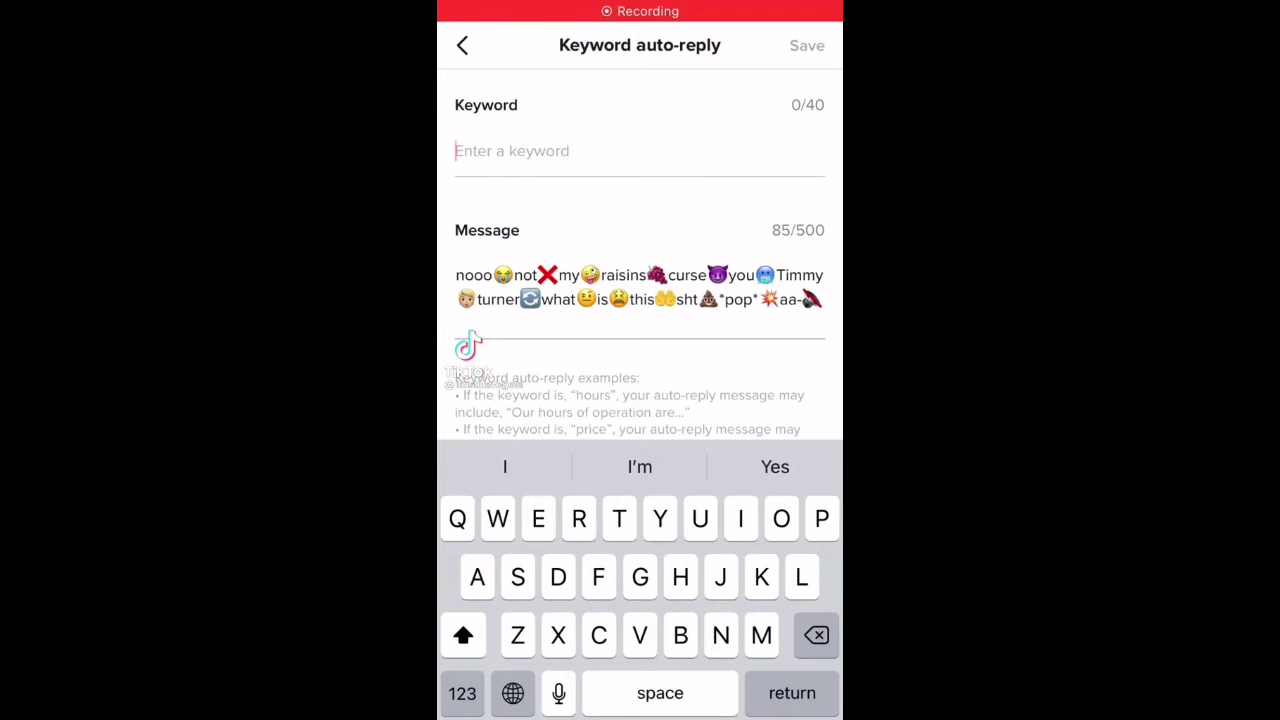 Recording
Keyword auto-reply
Save
Keyword
0/40
Enter a keyword
Message
85/500
nooo😭not❌my🤪raisins🍇curse😈you🥶Timmy
👨🏼turner🔄what🤨is😫this🤲sht💩*pop*💥aa-🔪
TikTok
Keyword auto-reply examples:
• If the keyword is, “hours”, your auto-reply message may
include, “Our hours of operation are...”
• If the keyword is, “price”, your auto-reply message may
I
I’m
Yes
Q W E R T Y U I O P
A S D F G H J K L
Z X C V B N M
123
space
return